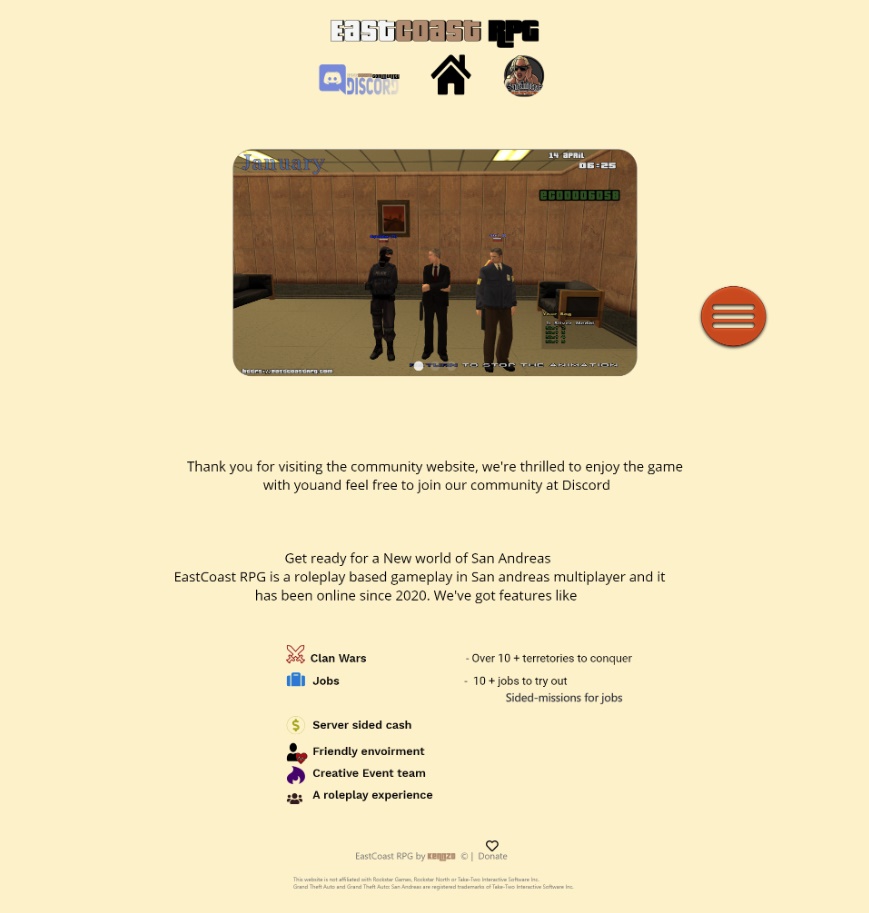 EastCoast RPG
DISCORD
January
14 APRIL
06:25
Your Bag
TO STOP THE ANIMATION
Thank you for visiting the community website, we're thrilled to enjoy the game
with youand feel free to join our community at Discord
Get ready for a New world of San Andreas
EastCoast RPG is a roleplay based gameplay in San andreas multiplayer and it
has been online since 2020. We've got features like
Clan Wars - Over 10 + terretories to conquer
Jobs - 10 + jobs to try out
Sided-missions for jobs
Server sided cash
Friendly envoirment
Creative Event team
A roleplay experience
EastCoast RPG by © | Donate
This website is not affiliated with Rockstar Games, Rockstar North or Take-Two Interactive Software Inc.
Grand Theft Auto and Grand Theft Auto: San Andreas are registered trademarks of Take-Two Interactive Software Inc.